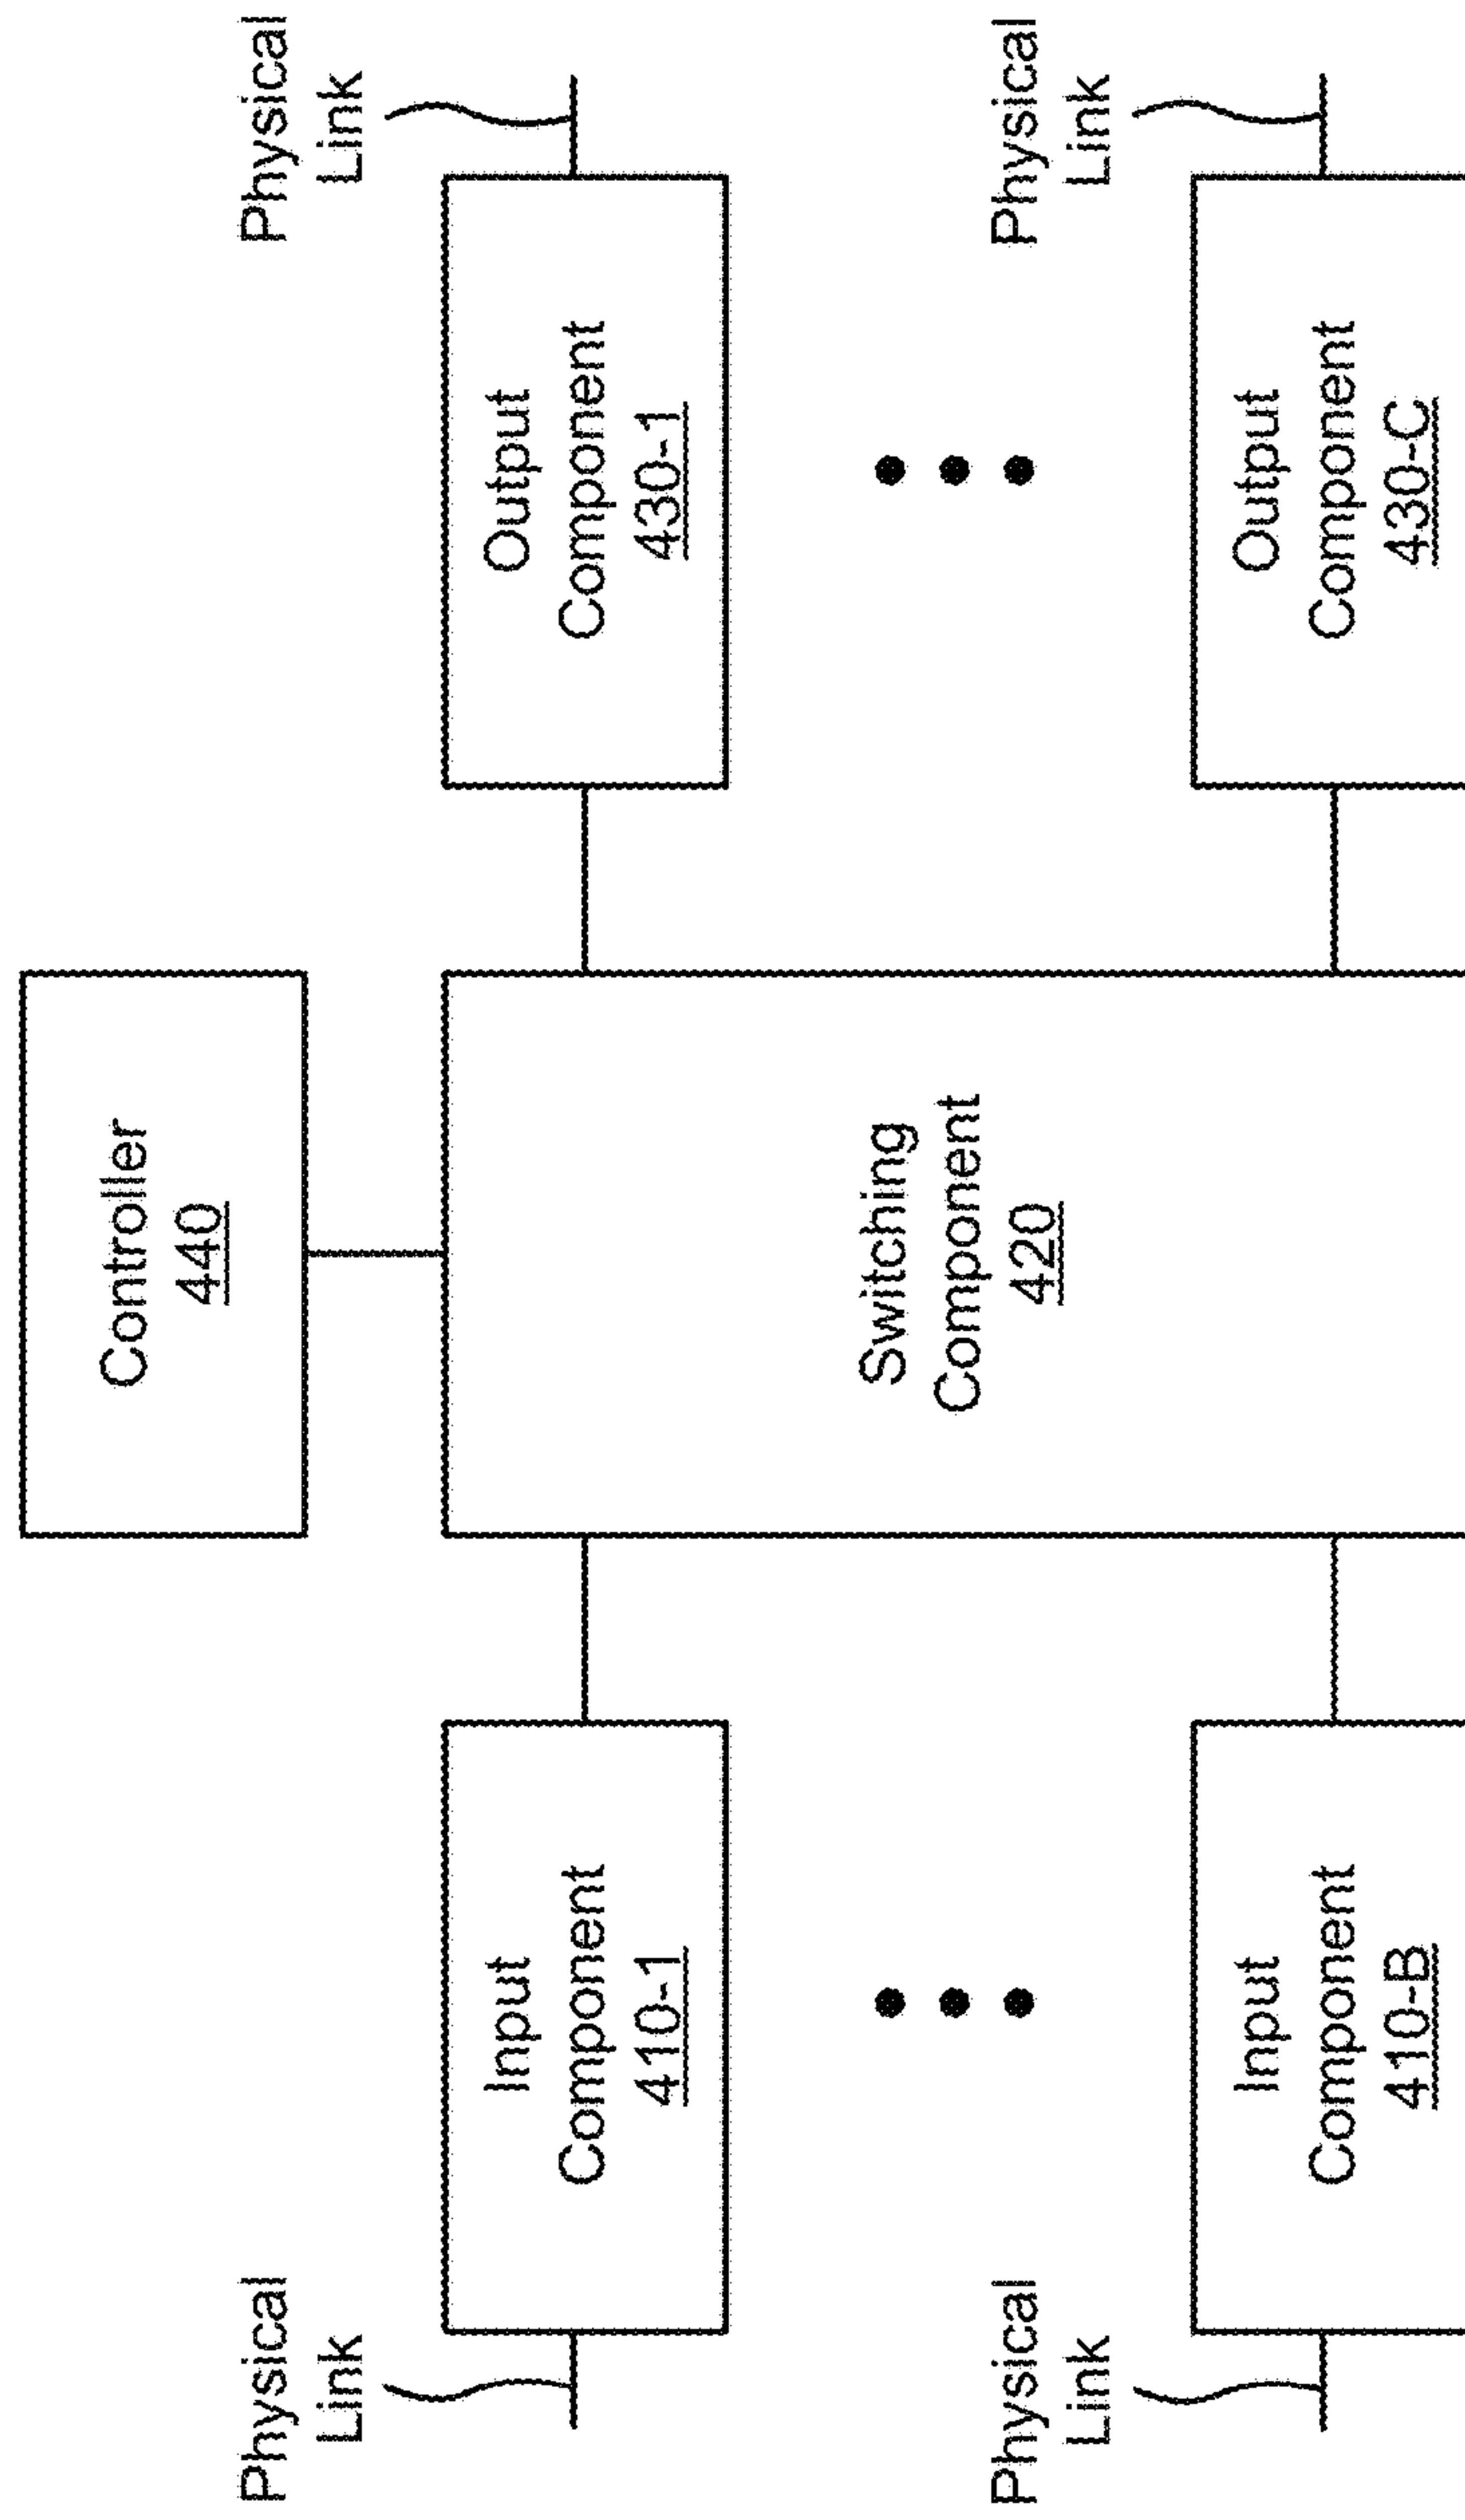 Controller
440
Physical
Link
Input
Component
410-1
Switching
Component
420
Output
Component
430-1
Physical
Link
Physical
Link
Input
Component
410-B
Output
Component
430-C
Physical
Link